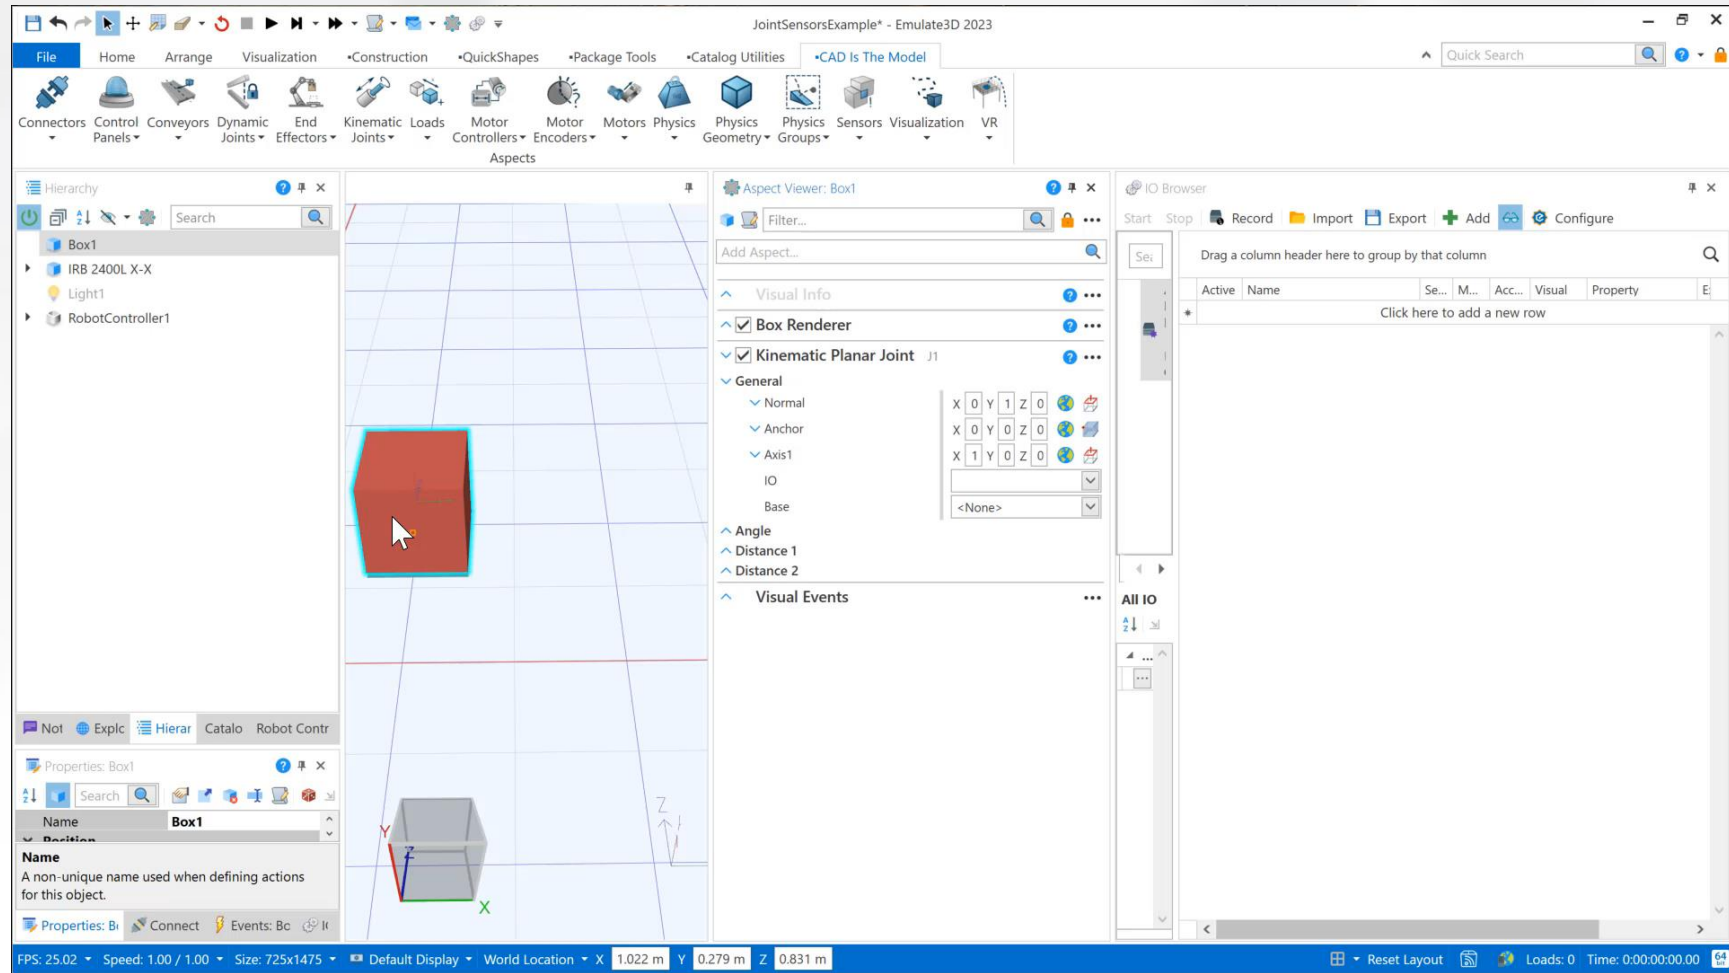 JointSensorsExample* - Emulate3D 2023
File Home Arrange Visualization •Construction •QuickShapes •Package Tools •Catalog Utilities •CAD Is The Model
Quick Search
Connectors Control Panels Conveyors Dynamic Joints End Effectors Kinematic Joints Loads Motor Controllers Motor Encoders Motors Physics Physics Geometry Physics Groups Sensors Visualization VR
Aspects
Hierarchy
Search
Box1
IRB 2400L X-X
Light1
RobotController1
Not Explc Hierar Catalo Robot Contr
Properties: Box1
Search
Name Box1
Position
Name
A non-unique name used when defining actions
for this object.
Properties: Bo Connect Events: Bc IC
Z
Y
Z
X
Aspect Viewer: Box1
Filter...
Add Aspect...
Visual Info
Box Renderer
Kinematic Planar Joint J1
General
Normal X 0 Y 1 Z 0
Anchor X 0 Y 0 Z 0
Axis1 X 1 Y 0 Z 0
IO
Base <None>
Angle
Distance 1
Distance 2
Visual Events
IO Browser
Start Stop Record Import Export Add Configure
Sea
Drag a column header here to group by that column
Active Name Se... M... Acc... Visual Property
Click here to add a new row
All IO
...
FPS: 25.02 Speed: 1.00 / 1.00 Size: 725x1475 Default Display World Location X 1.022 m Y 0.279 m Z 0.831 m Reset Layout Loads: 0 Time: 0:00:00:00.00 64 bit